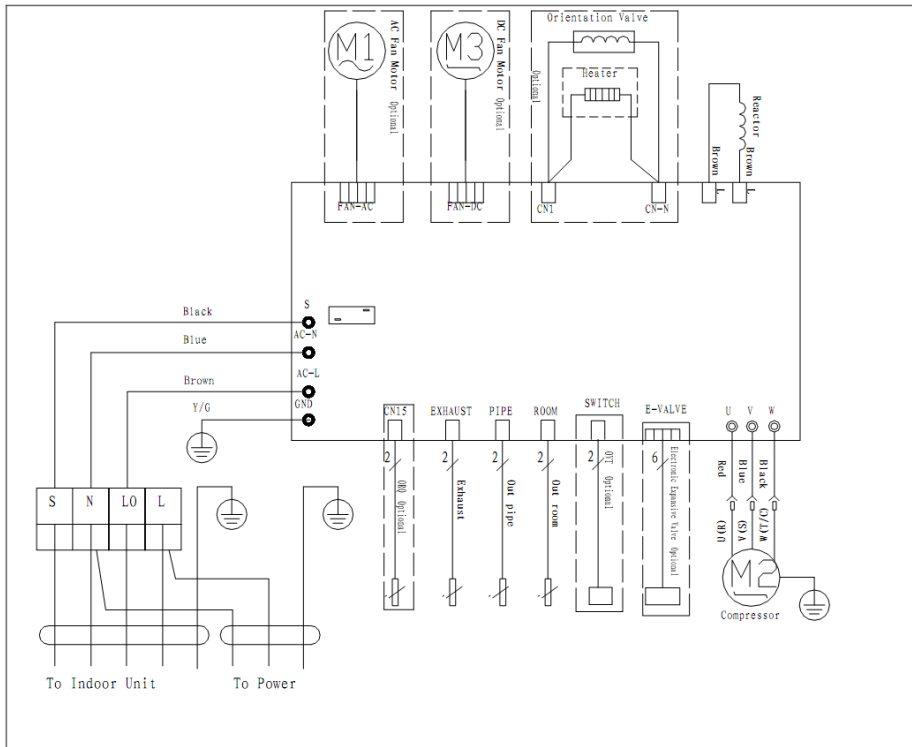 Orientation Valve
M1
AC Fan Motor Optional
M3
DC Fan Motor Optional
Optional
Heater
Reactor
Brown
Brown
FAN-AC
FAN-DC
CN1
CN-N
S
Black
AC-N
Blue
AC-L
Brown
GND
Y/G
CN15
EXHAUST
PIPE
ROOM
SWITCH
E-VALVE
U V W
2
2
2
2
2
6
Exhaust
Out pipe
Out room
OVT Optional
Electronic Expansive Valve Optional
Red
Blue
Black
U(R)
V(S)
W(T/C)
S N LO L
M2
Compressor
To Indoor Unit
To Power